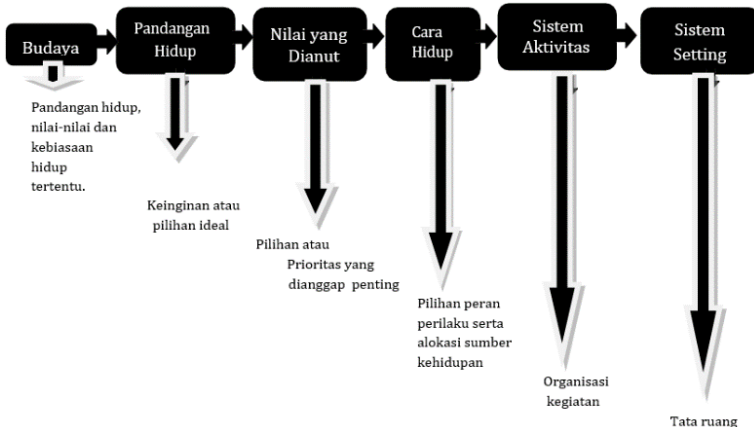 Budaya
Pandangan
Hidup
Nilai yang
Dianut
Cara
Hidup
Sistem
Aktivitas
Sistem
Setting
Pandangan hidup,
nilai-nilai dan
kebiasaan
hidup
tertentu.
Keinginan atau
pilihan ideal
Pilihan atau
Prioritas yang
dianggap penting
Pilihan peran
perilaku serta
alokasi sumber
kehidupan
Organisasi
kegiatan
Tata ruang